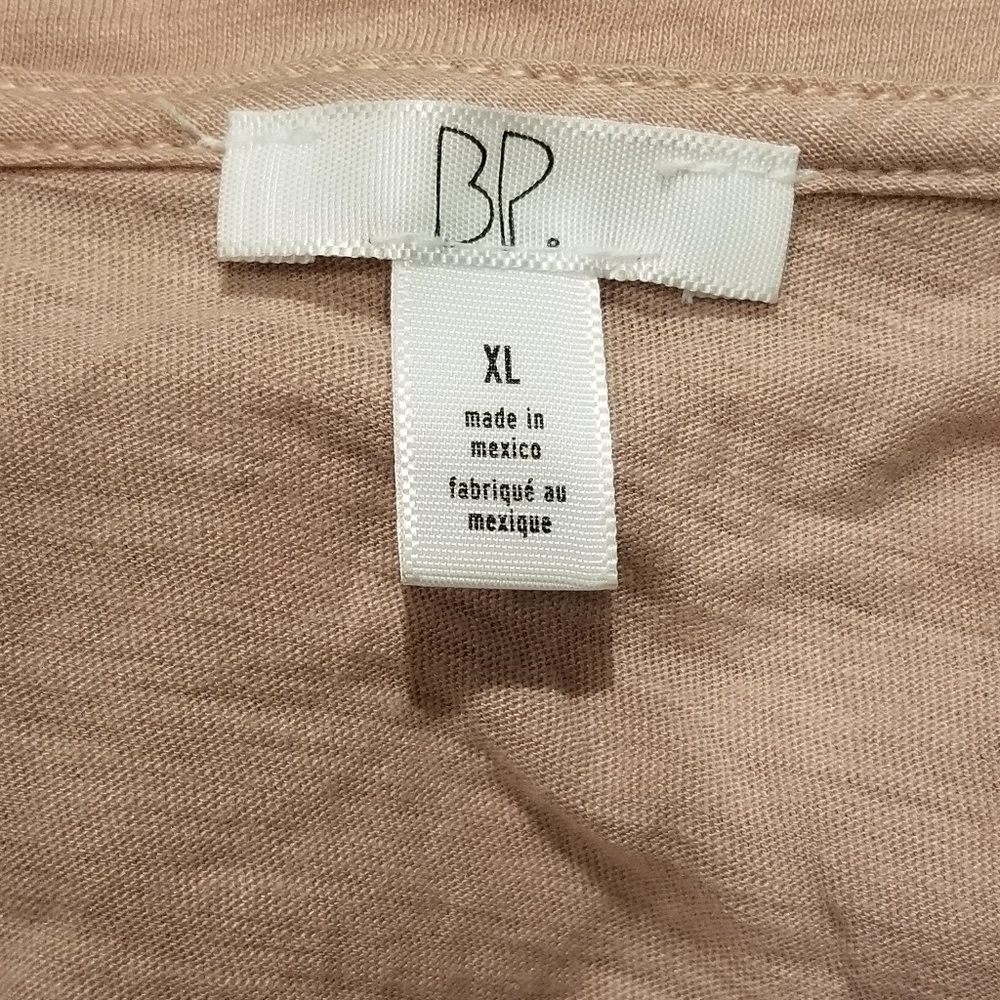 BP.
XL
made in
mexico
fabriqué au
mexique